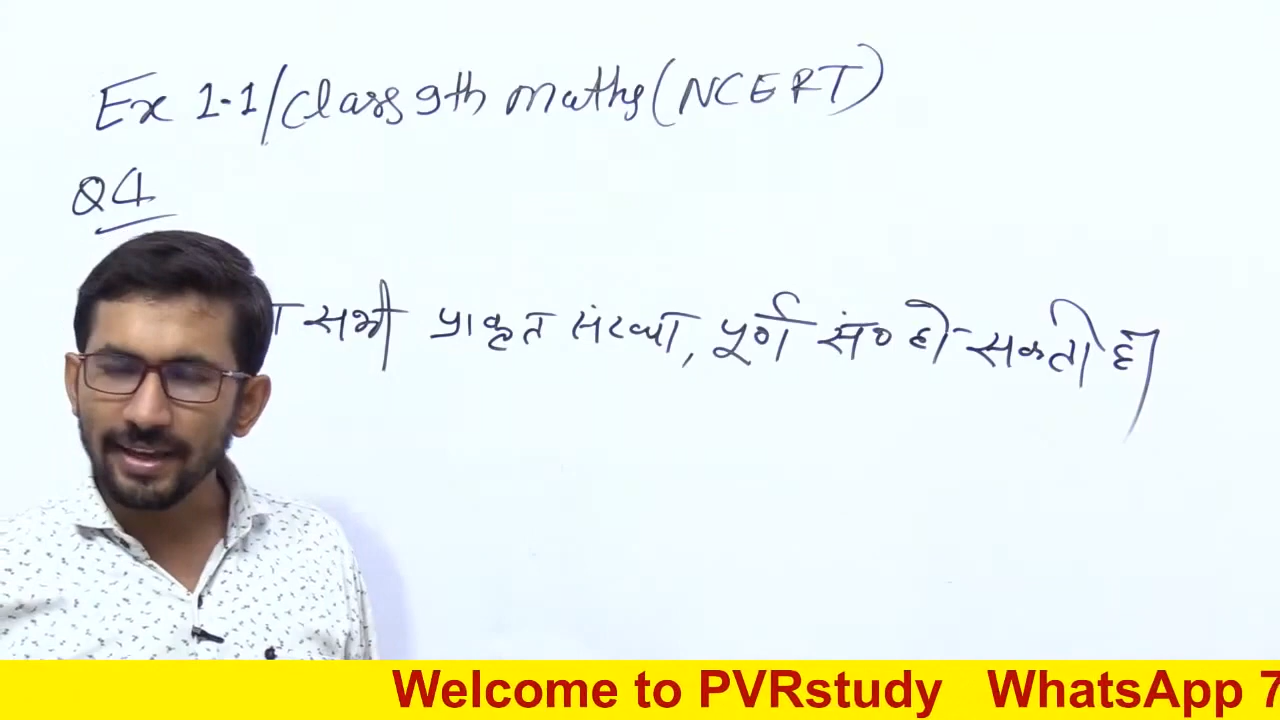 Ex 1.1/Class 9th maths (NCERT)
Q4
सभी प्राकृत संख्या, पूर्ण सं० हो सकती है।
Welcome to PVRstudy WhatsApp 7